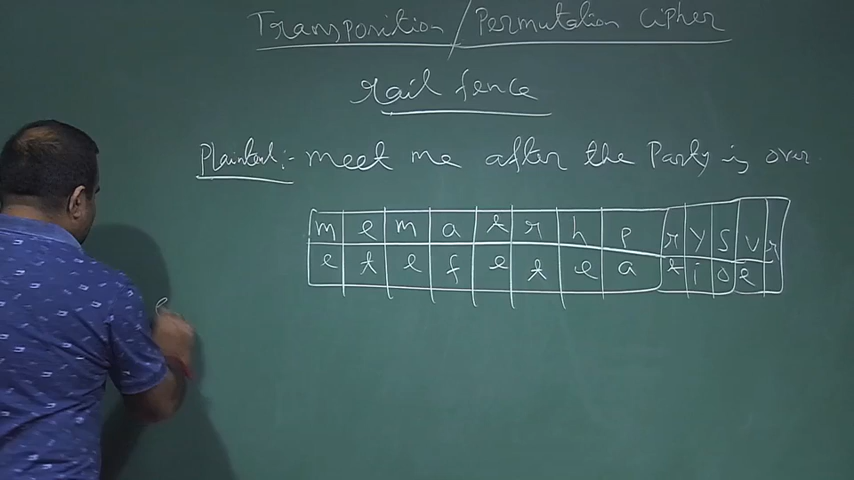 Transposition / Permutation Cipher
rail fence
Plaintext:- meet me after the Party is over
m e m a t r h p r y s v r
e t e f e t e a t i o e